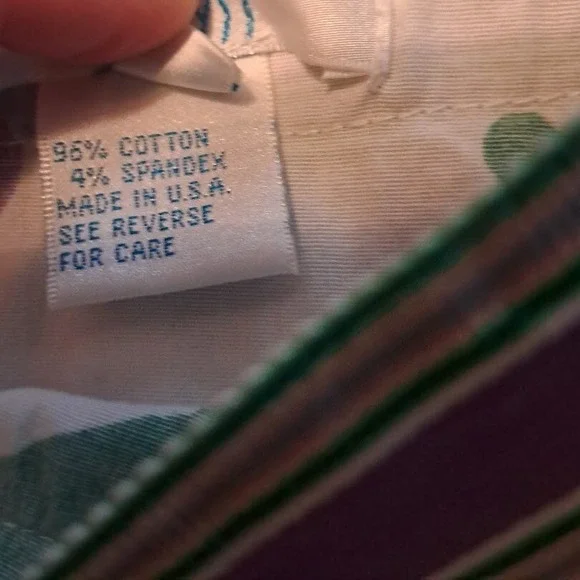 96% COTTON
4% SPANDEX
MADE IN U.S.A.
SEE REVERSE
FOR CARE